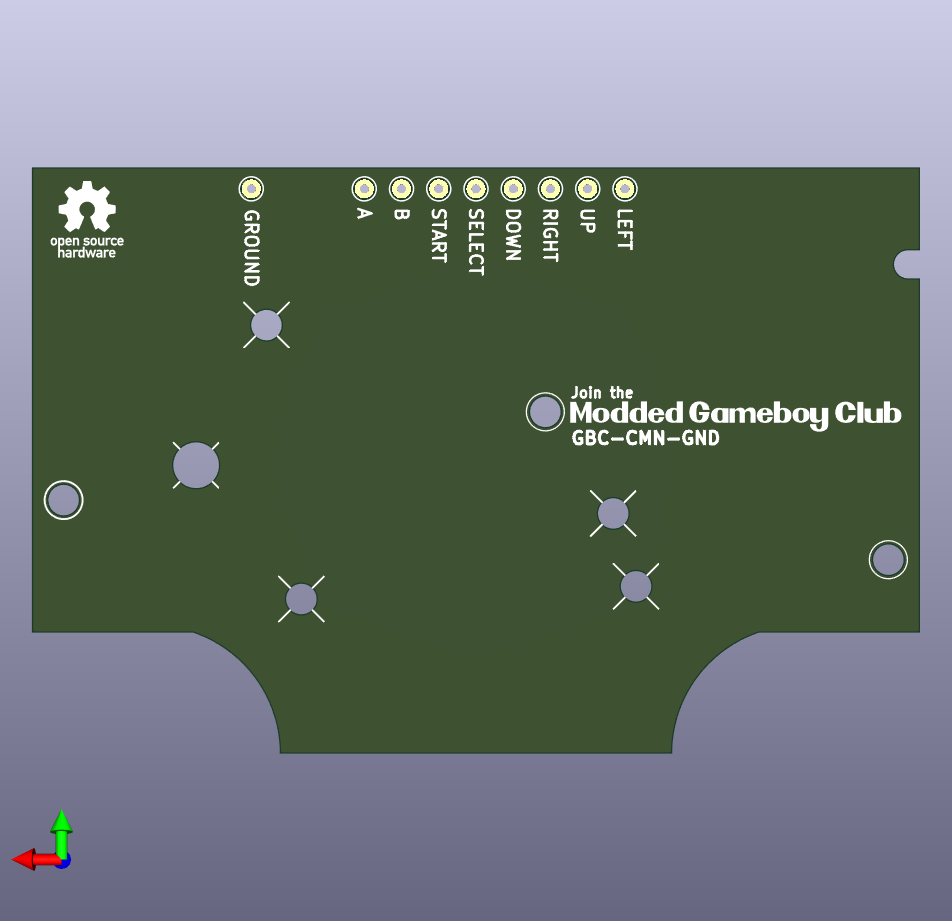 open source
hardware
GROUND
A
B
START
SELECT
DOWN
RIGHT
UP
LEFT
Join the
Modded Gameboy Club
GBC-CMN-GND